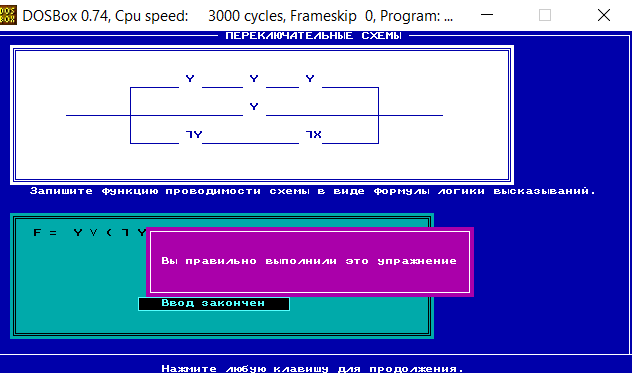 DOSBox 0.74, Cpu speed: 3000 cycles, Frameskip 0, Program: ...
ПЕРЕКЛЮЧАТЕЛЬНЫЕ СХЕМЫ
Y Y Y
Y
⅂Y ⅂X
Запишите функцию проводимости схемы в виде формулы логики высказываний.
F = Y ∨ ( ⅂ Y
Вы правильно выполнили это упражнение
Ввод закончен
Нажмите любую клавишу для продолжения.